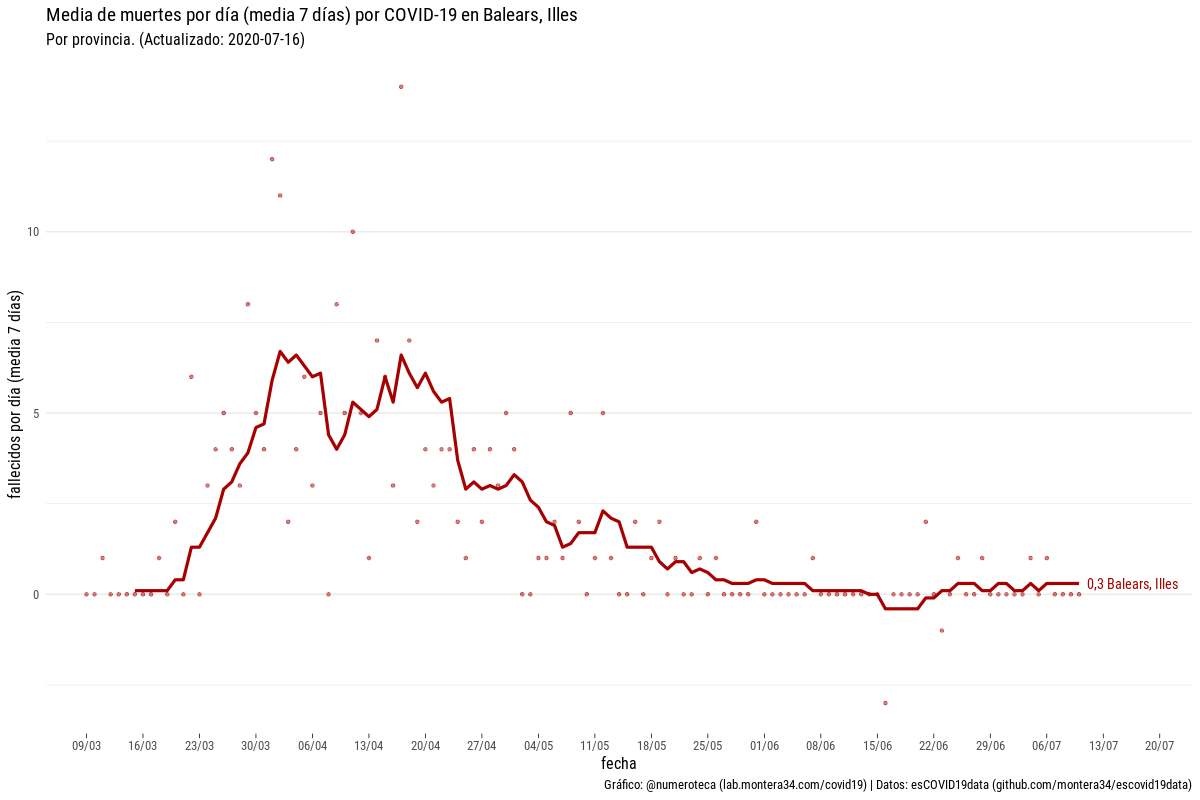 Media de muertes por día (media 7 días) por COVID-19 en Balears, Illes
Por provincia. (Actualizado: 2020-07-16)
fallecidos por día (media 7 días)
10
5
0
0,3 Balears, Illes
09/03 16/03 23/03 30/03 06/04 13/04 20/04 27/04 04/05 11/05 18/05 25/05 01/06 08/06 15/06 22/06 29/06 06/07 13/07 20/07
fecha
Gráfico: @numeroteca (lab.montera34.com/covid19) | Datos: esCOVID19data (github.com/montera34/escovid19data)